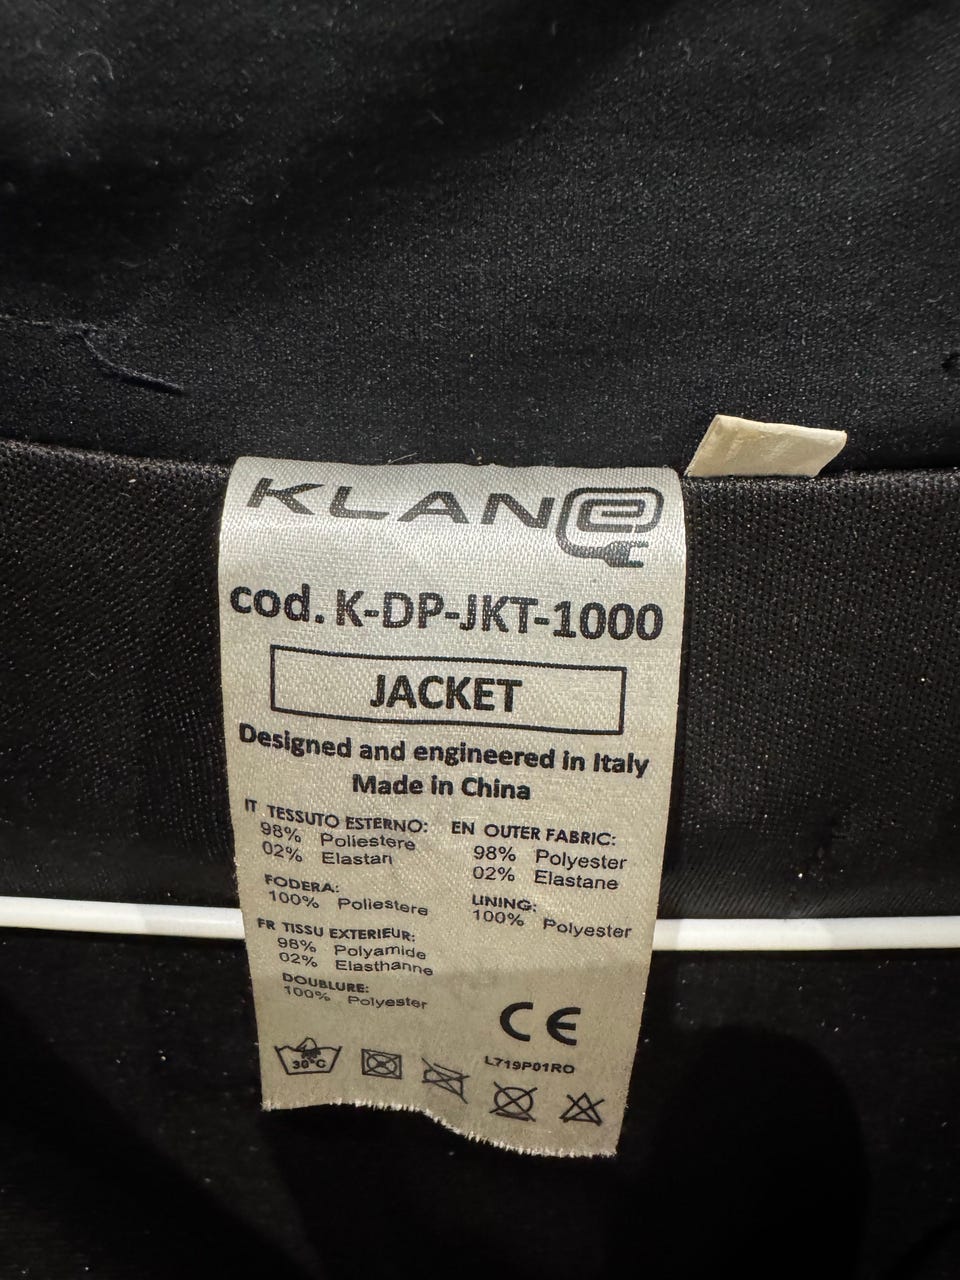 KLAN e
cod. K-DP-JKT-1000
JACKET
Designed and engineered in Italy
Made in China
IT TESSUTO ESTERNO:
98% Poliestere
02% Elastan
FODERA:
100% Poliestere
FR TISSU EXTERIEUR:
98% Polyamide
02% Elasthanne
DOUBLURE:
100% Polyester
EN OUTER FABRIC:
98% Polyester
02% Elastane
LINING:
100% Polyester
CE
L719P01RO
30°C